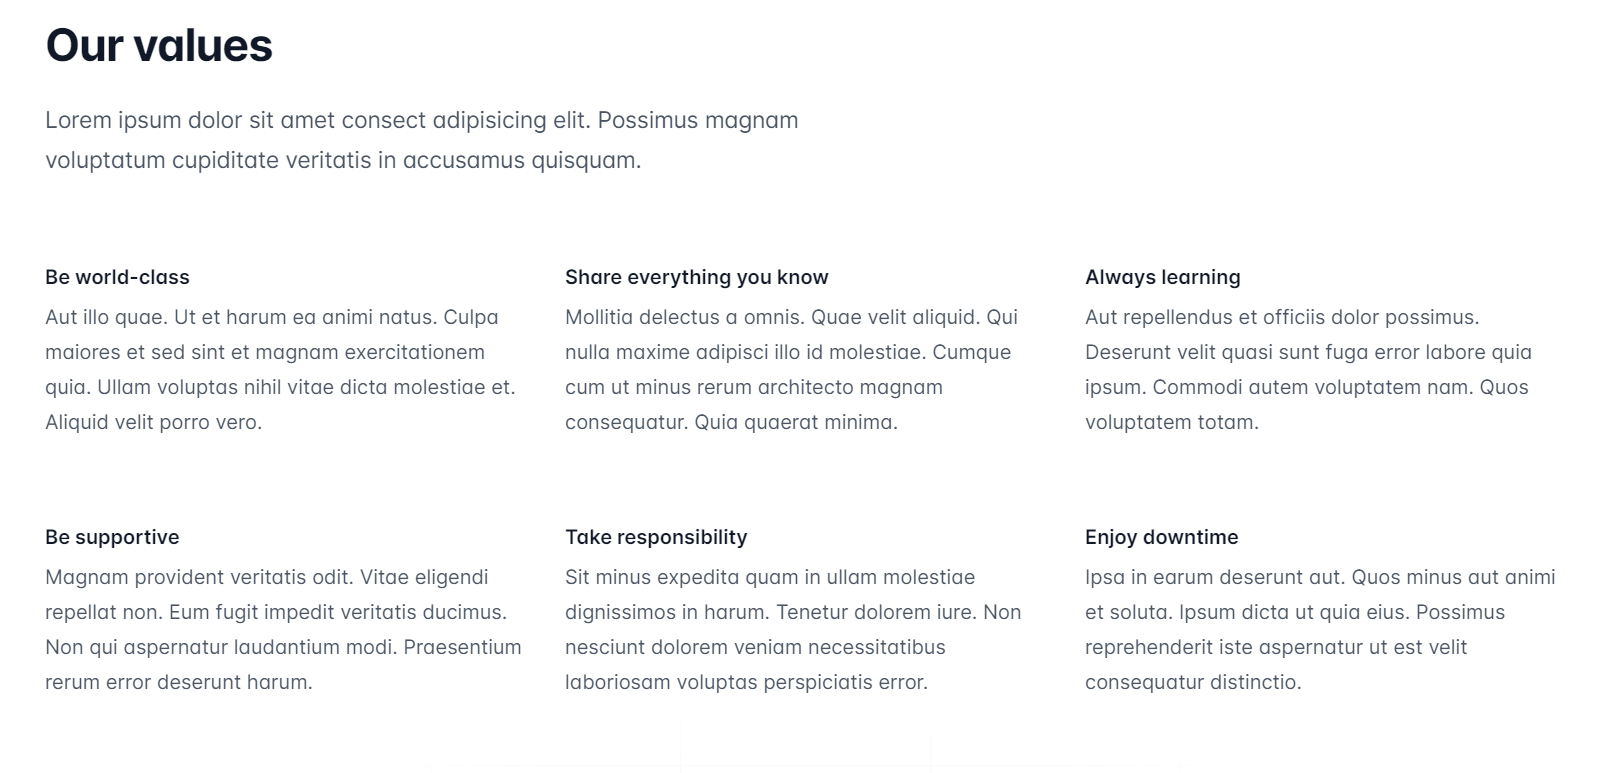 Our values
Lorem ipsum dolor sit amet consect adipisicing elit. Possimus magnam
voluptatum cupiditate veritatis in accusamus quisquam.
Be world-class
Aut illo quae. Ut et harum ea animi natus. Culpa
maiores et sed sint et magnam exercitationem
quia. Ullam voluptas nihil vitae dicta molestiae et.
Aliquid velit porro vero.
Share everything you know
Mollitia delectus a omnis. Quae velit aliquid. Qui
nulla maxime adipisci illo id molestiae. Cumque
cum ut minus rerum architecto magnam
consequatur. Quia quaerat minima.
Always learning
Aut repellendus et officiis dolor possimus.
Deserunt velit quasi sunt fuga error labore quia
ipsum. Commodi autem voluptatem nam. Quos
voluptatem totam.
Be supportive
Magnam provident veritatis odit. Vitae eligendi
repellat non. Eum fugit impedit veritatis ducimus.
Non qui aspernatur laudantium modi. Praesentium
rerum error deserunt harum.
Take responsibility
Sit minus expedita quam in ullam molestiae
dignissimos in harum. Tenetur dolorem iure. Non
nesciunt dolorem veniam necessitatibus
laboriosam voluptas perspiciatis error.
Enjoy downtime
Ipsa in earum deserunt aut. Quos minus aut animi
et soluta. Ipsum dicta ut quia eius. Possimus
reprehenderit iste aspernatur ut est velit
consequatur distinctio.